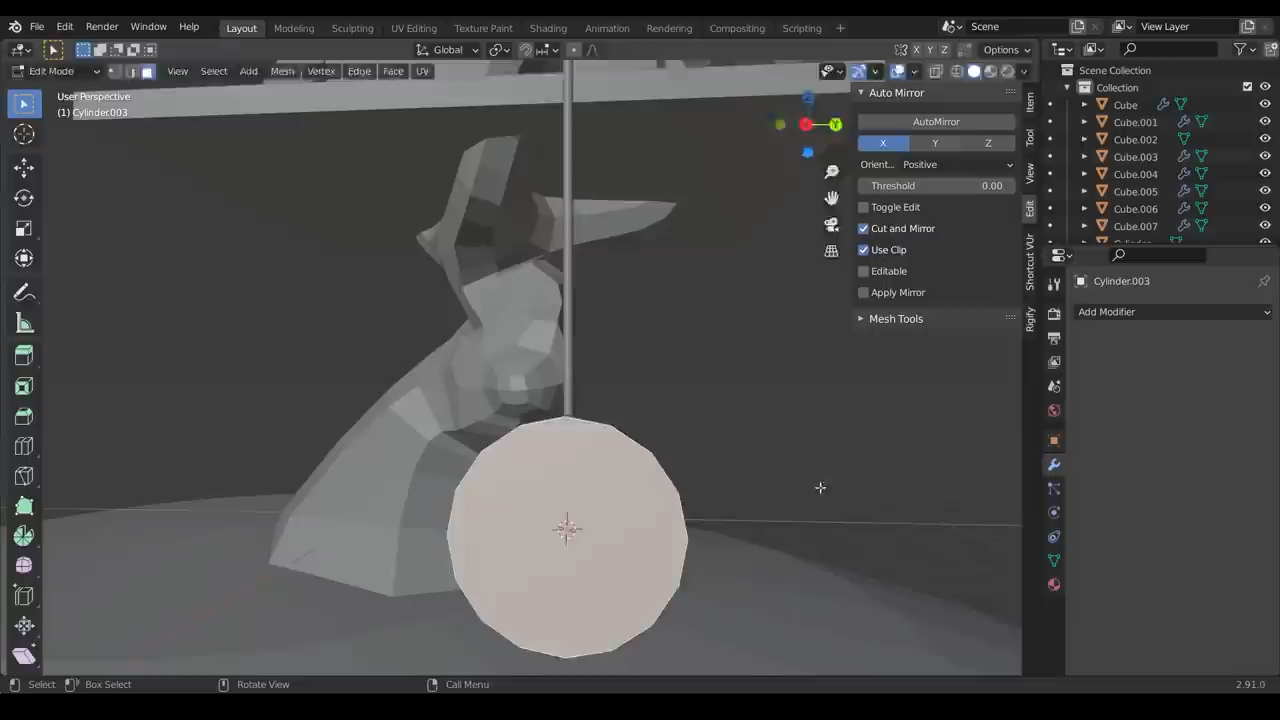 File Edit Render Window Help Layout Modeling Sculpting UV Editing Texture Paint Shading Animation Rendering Compositing Scripting + Scene View Layer
Global X Y Z Options
Edit Mode View Select Add Mesh Vertex Edge Face UV
User Perspective
(1) Cylinder.003
Y
Auto Mirror
AutoMirror
X Y Z
Orient... Positive
Threshold 0.00
Toggle Edit
Cut and Mirror
Use Clip
Editable
Apply Mirror
Mesh Tools
Item
Tool
View
Edit
Shortcut VUr
Rigify
Scene Collection
Collection
Cube
Cube.001
Cube.002
Cube.003
Cube.004
Cube.005
Cube.006
Cube.007
Cylinder.003
Add Modifier
Select Box Select Rotate View Call Menu 2.91.0